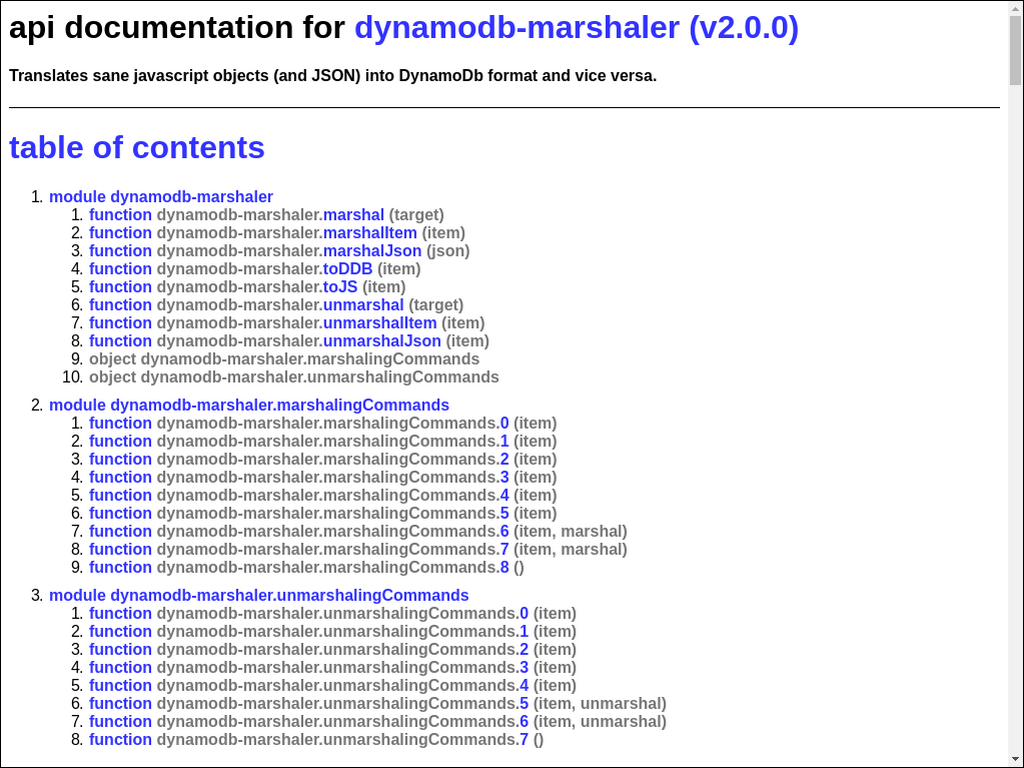 api documentation for dynamodb-marshaler (v2.0.0)
Translates sane javascript objects (and JSON) into DynamoDb format and vice versa.
table of contents
1. module dynamodb-marshaler
1. function dynamodb-marshaler.marshal (target)
2. function dynamodb-marshaler.marshalItem (item)
3. function dynamodb-marshaler.marshalJson (json)
4. function dynamodb-marshaler.toDDB (item)
5. function dynamodb-marshaler.toJS (item)
6. function dynamodb-marshaler.unmarshal (target)
7. function dynamodb-marshaler.unmarshalItem (item)
8. function dynamodb-marshaler.unmarshalJson (item)
9. object dynamodb-marshaler.marshalingCommands
10. object dynamodb-marshaler.unmarshalingCommands
2. module dynamodb-marshaler.marshalingCommands
1. function dynamodb-marshaler.marshalingCommands.0 (item)
2. function dynamodb-marshaler.marshalingCommands.1 (item)
3. function dynamodb-marshaler.marshalingCommands.2 (item)
4. function dynamodb-marshaler.marshalingCommands.3 (item)
5. function dynamodb-marshaler.marshalingCommands.4 (item)
6. function dynamodb-marshaler.marshalingCommands.5 (item)
7. function dynamodb-marshaler.marshalingCommands.6 (item, marshal)
8. function dynamodb-marshaler.marshalingCommands.7 (item, marshal)
9. function dynamodb-marshaler.marshalingCommands.8 ()
3. module dynamodb-marshaler.unmarshalingCommands
1. function dynamodb-marshaler.unmarshalingCommands.0 (item)
2. function dynamodb-marshaler.unmarshalingCommands.1 (item)
3. function dynamodb-marshaler.unmarshalingCommands.2 (item)
4. function dynamodb-marshaler.unmarshalingCommands.3 (item)
5. function dynamodb-marshaler.unmarshalingCommands.4 (item)
6. function dynamodb-marshaler.unmarshalingCommands.5 (item, unmarshal)
7. function dynamodb-marshaler.unmarshalingCommands.6 (item, unmarshal)
8. function dynamodb-marshaler.unmarshalingCommands.7 ()